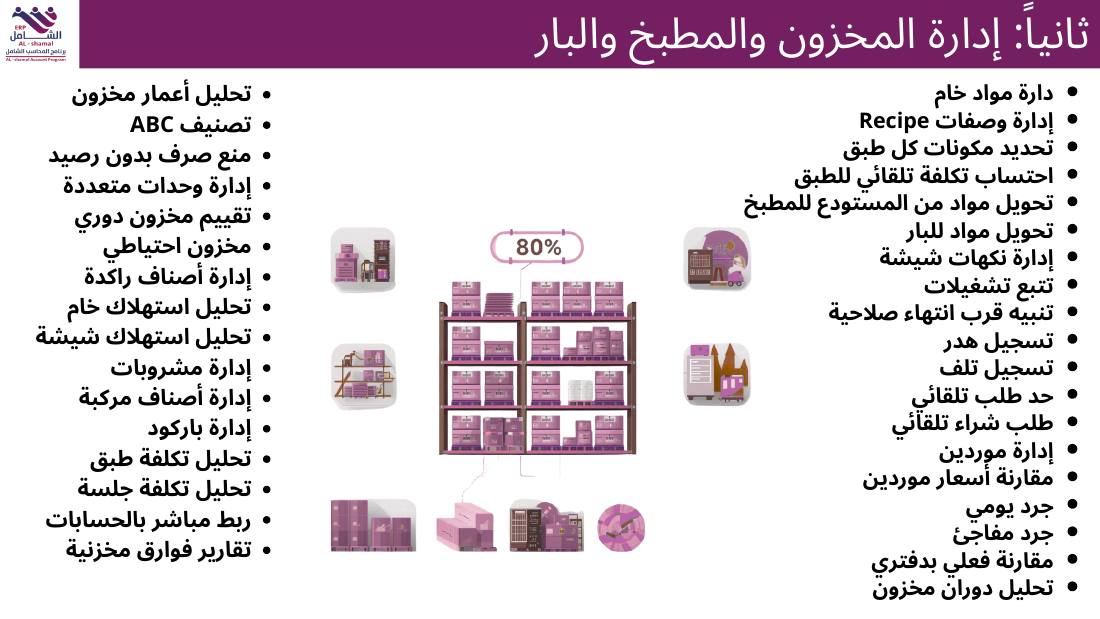 ثانياً: إدارة المخزون والمطبخ والبار
ERP
الشامل
AL - shamal
برنامج المحاسب الشامل
AL - shamal Account Program
دارة مواد خام
إدارة وصفات Recipe
تحديد مكونات كل طبق
احتساب تكلفة تلقائي للطبق
تحويل مواد من المستودع للمطبخ
تحويل مواد للبار
إدارة نكهات شيشة
تتبع تشغيلات
تنبيه قرب انتهاء صلاحية
تسجيل هدر
تسجيل تلف
حد طلب تلقائي
طلب شراء تلقائي
إدارة موردين
مقارنة أسعار موردين
جرد يومي
جرد مفاجئ
مقارنة فعلي بدفتري
تحليل دوران مخزون
80%
تحليل أعمار مخزون
تصنيف ABC
منع صرف بدون رصيد
إدارة وحدات متعددة
تقييم مخزون دوري
مخزون احتياطي
إدارة أصناف راكدة
تحليل استهلاك خام
تحليل استهلاك شيشة
إدارة مشروبات
إدارة أصناف مركبة
إدارة باركود
تحليل تكلفة طبق
تحليل تكلفة جلسة
ربط مباشر بالحسابات
تقارير فوارق مخزنية